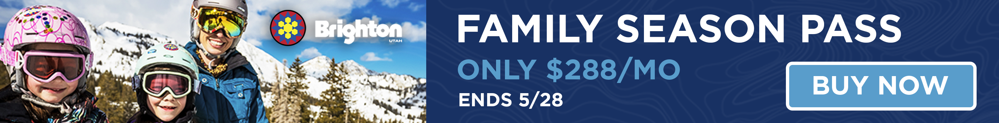 Brighton
UTAH
FAMILY SEASON PASS
ONLY $288/MO
ENDS 5/28
BUY NOW